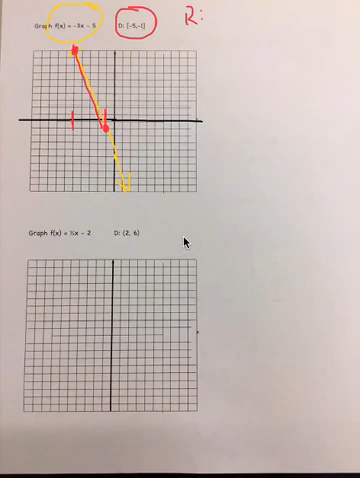 R:
Graph f(x) = -3x - 5 D: [-5,-1]
Graph f(x) = ½x - 2 D: (2, 6)